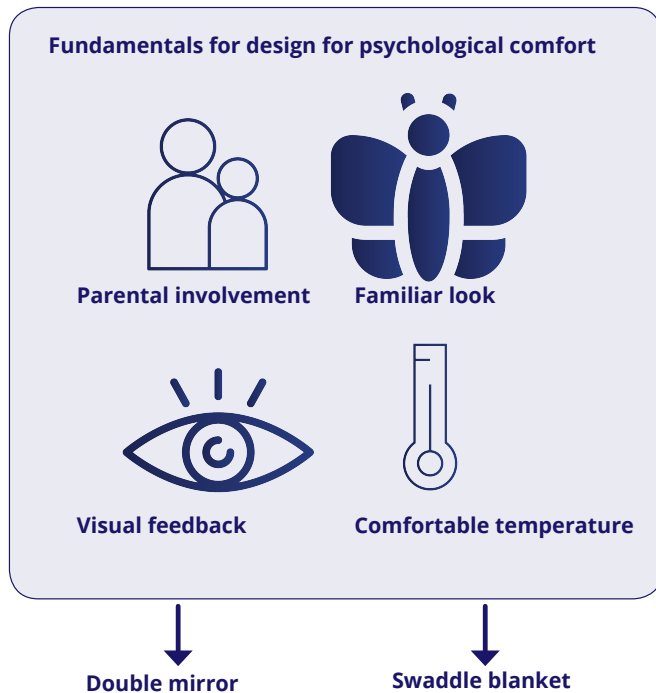 Fundamentals for design for psychological comfort
Parental involvement
Familiar look
Visual feedback
Comfortable temperature
Double mirror
Swaddle blanket